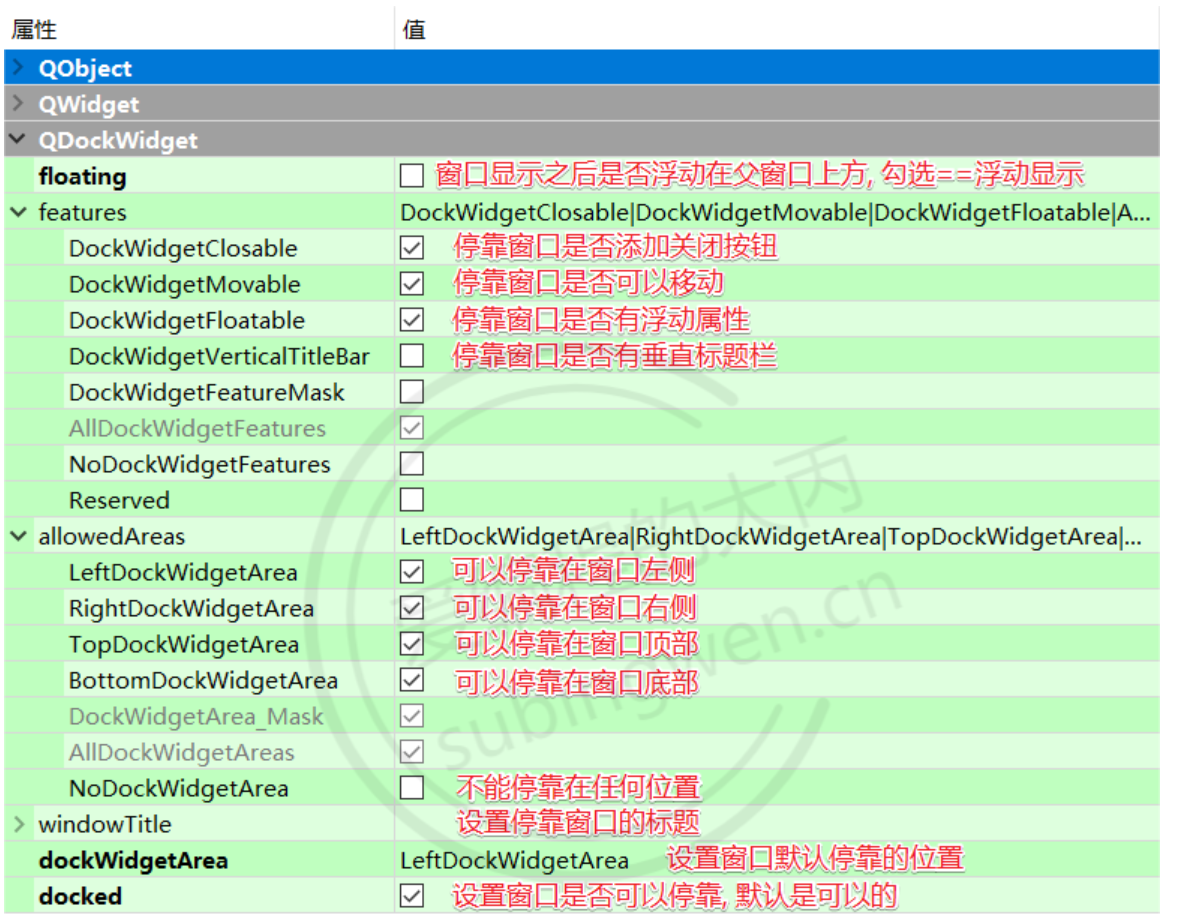 属性 值
QObject
QWidget
QDockWidget
floating 窗口显示之后是否浮动在父窗口上方, 勾选==浮动显示
features DockWidgetClosable|DockWidgetMovable|DockWidgetFloatable|A...
DockWidgetClosable 停靠窗口是否添加关闭按钮
DockWidgetMovable 停靠窗口是否可以移动
DockWidgetFloatable 停靠窗口是否有浮动属性
DockWidgetVerticalTitleBar 停靠窗口是否有垂直标题栏
DockWidgetFeatureMask
AllDockWidgetFeatures
NoDockWidgetFeatures
Reserved
allowedAreas LeftDockWidgetArea|RightDockWidgetArea|TopDockWidgetArea|...
LeftDockWidgetArea 可以停靠在窗口左侧
RightDockWidgetArea 可以停靠在窗口右侧
TopDockWidgetArea 可以停靠在窗口顶部
BottomDockWidgetArea 可以停靠在窗口底部
DockWidgetArea_Mask
AllDockWidgetAreas
NoDockWidgetArea 不能停靠在任何位置
windowTitle 设置停靠窗口的标题
dockWidgetArea LeftDockWidgetArea 设置窗口默认停靠的位置
docked 设置窗口是否可以停靠, 默认是可以的
subingwen.cn